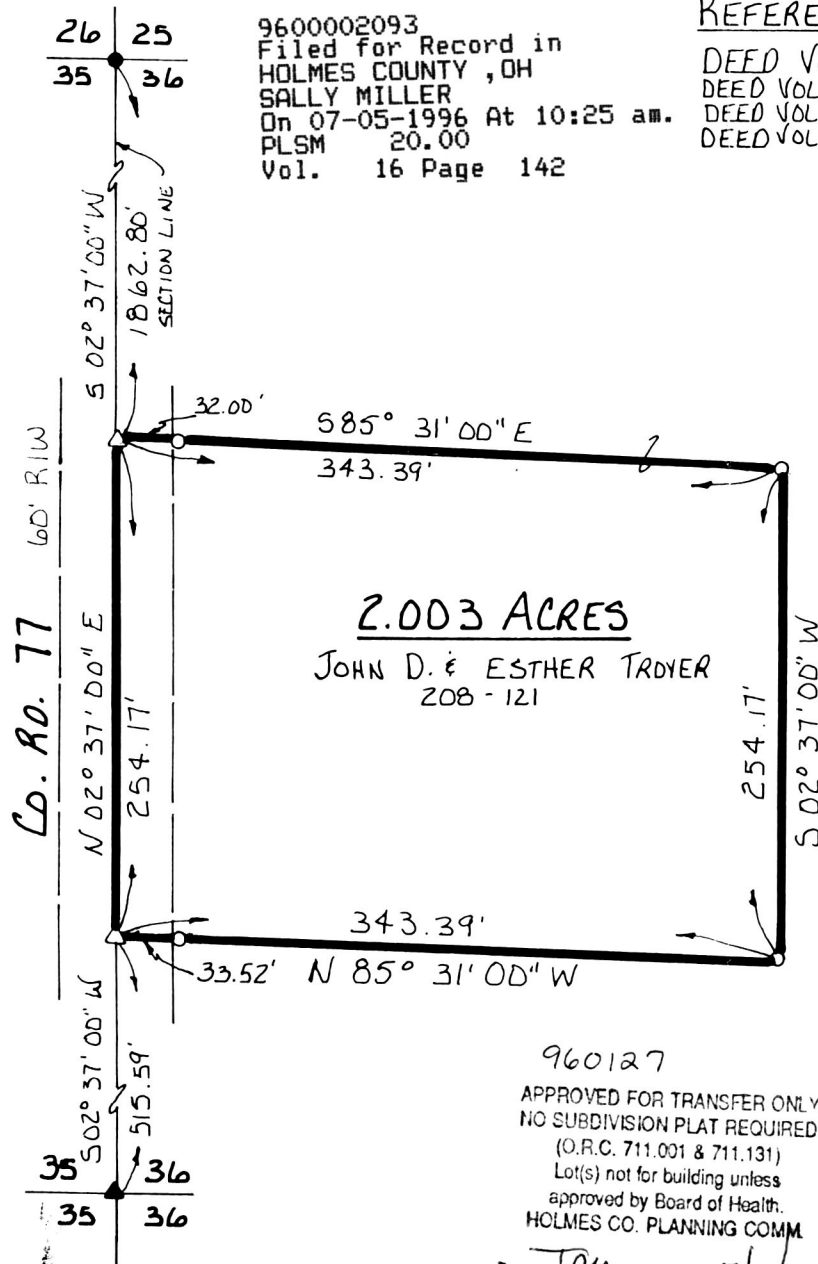 26 25
35 36
9600002093
Filed for Record in
HOLMES COUNTY , OH
SALLY MILLER
On 07-05-1996 At 10:25 am.
PLSM 20.00
Vol. 16 Page 142
DEED
DEED VOL
DEED VOL
DEED VOL
S 02° 37' 00" W
1862.80'
SECTION LINE
32.00'
S85° 31' 00" E
343.39'
Co. RD. 77 60' R/W
N 02° 37' 00" E
254.17'
2.003 ACRES
JOHN D. & ESTHER TROYER
208 - 121
254.17'
S 02° 37' 00" W
343.39'
33.52' N 85° 31' 00" W
S02° 37' 00" W
515.59'
35 36
35 36
960127
APPROVED FOR TRANSFER ONLY
NO SUBDIVISION PLAT REQUIRED
(O.R.C. 711.001 & 711.131)
Lot(s) not for building unless
approved by Board of Health.
HOLMES CO. PLANNING COMM.